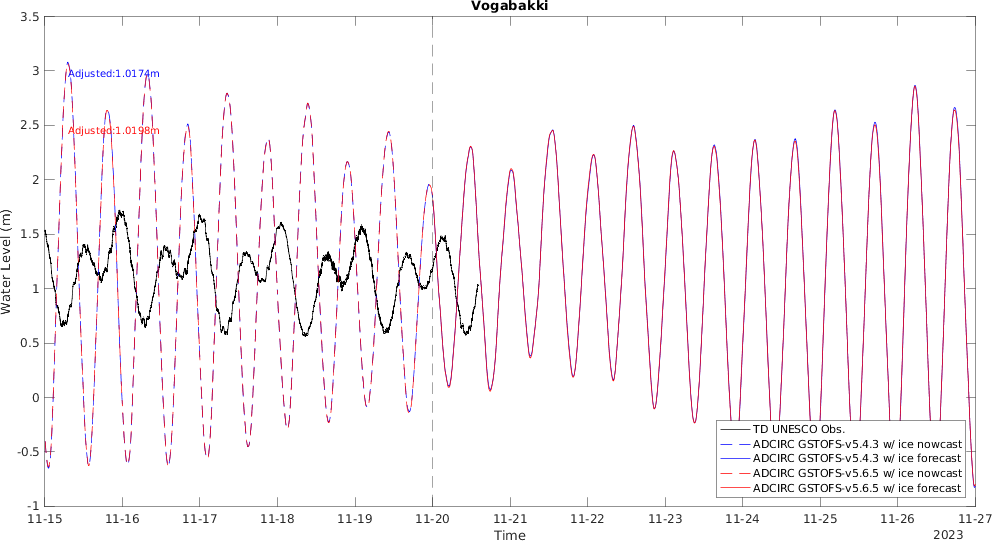 Vogabakki
3.5
3
2.5
2
1.5
1
0.5
0
-0.5
-1
Water Level (m)
Adjusted:1.0174m
Adjusted:1.0198m
TD UNESCO Obs.
ADCIRC GSTOFS-v5.4.3 w/ ice nowcast
ADCIRC GSTOFS-v5.4.3 w/ ice forecast
ADCIRC GSTOFS-v5.6.5 w/ ice nowcast
ADCIRC GSTOFS-v5.6.5 w/ ice forecast
11-15 11-16 11-17 11-18 11-19 11-20 11-21 11-22 11-23 11-24 11-25 11-26 11-27
Time
2023